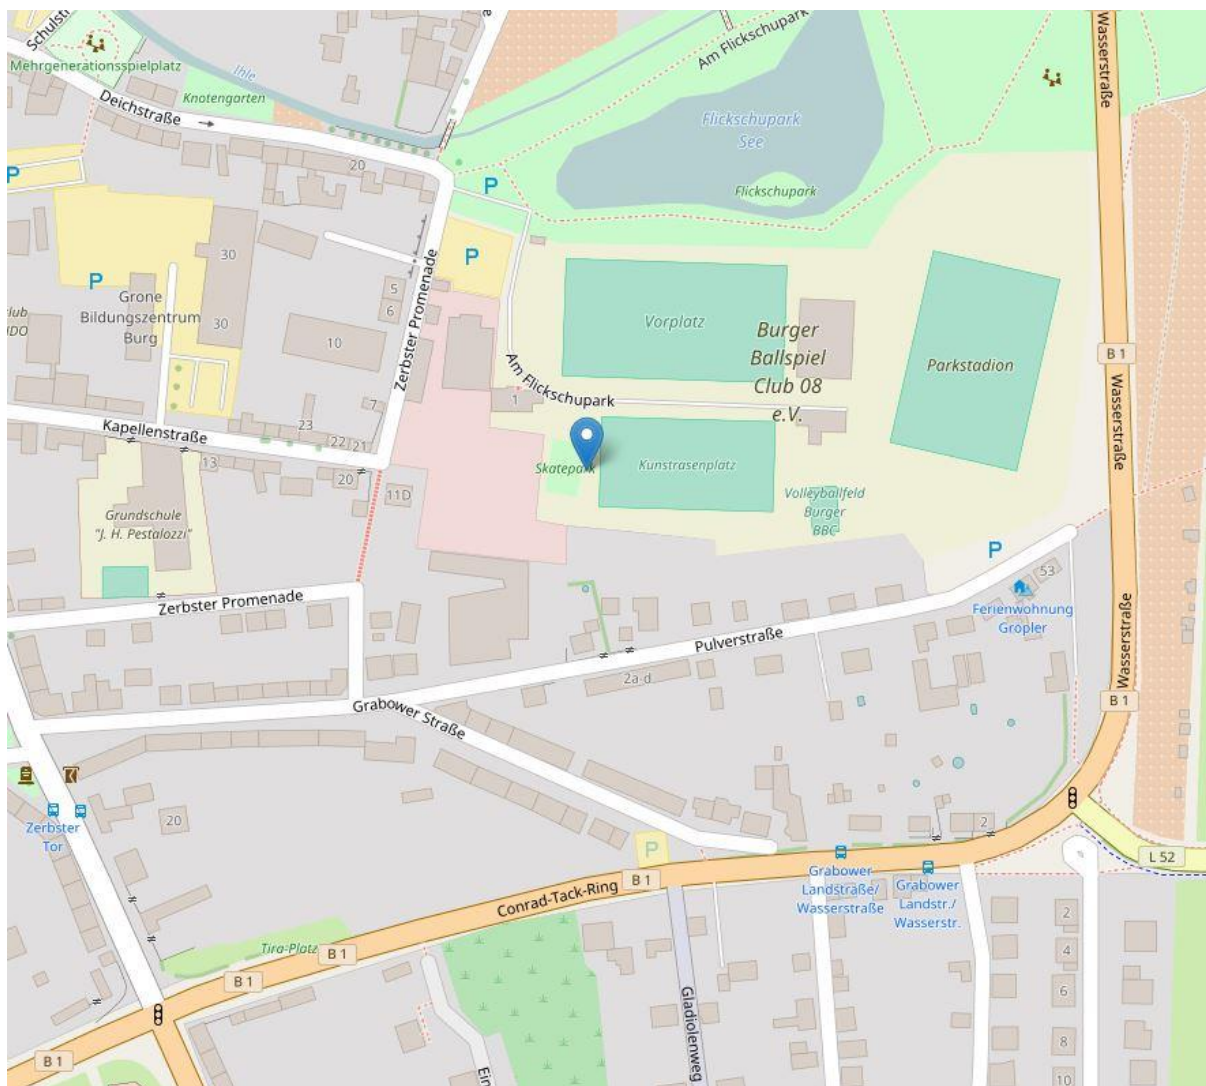 Schulstr
Mehrgenerationsspielplatz
Ihle
Knotengarten
Deichstraße
20
P
P
Am Flickschupark
Flickschupark
See
Flickschupark
Wasserstraße
30
30
P
Grone
Bildungszentrum
Burg
club
5
6
10
7
P
Zerbster Promenade
Vorplatz
Burger
Ballspiel
Club 08
e.V.
Parkstadion
B 1
Wasserstraße
Am Flickschupark
1
Kapellenstraße
23
22
21
13
20
11D
Skatepark
Kunstrasenplatz
Volleyballfeld
Burger
BBC
Grundschule
"J. H. Pestalozzi"
P
53
Ferienwohnung
Gröpler
Zerbster Promenade
Pulverstraße
2a-d
Wasserstraße
B 1
Grabower Straße
Zerbster
Tor
20
2
P
Grabower
Landstraße/
Wasserstraße
Grabower
Landstr./
Wasserstr.
L 52
B 1
Conrad-Tack-Ring
Tira-Platz
B 1
B 1
B 1
Gladiolenweg
Ein
2
4
6
8
10